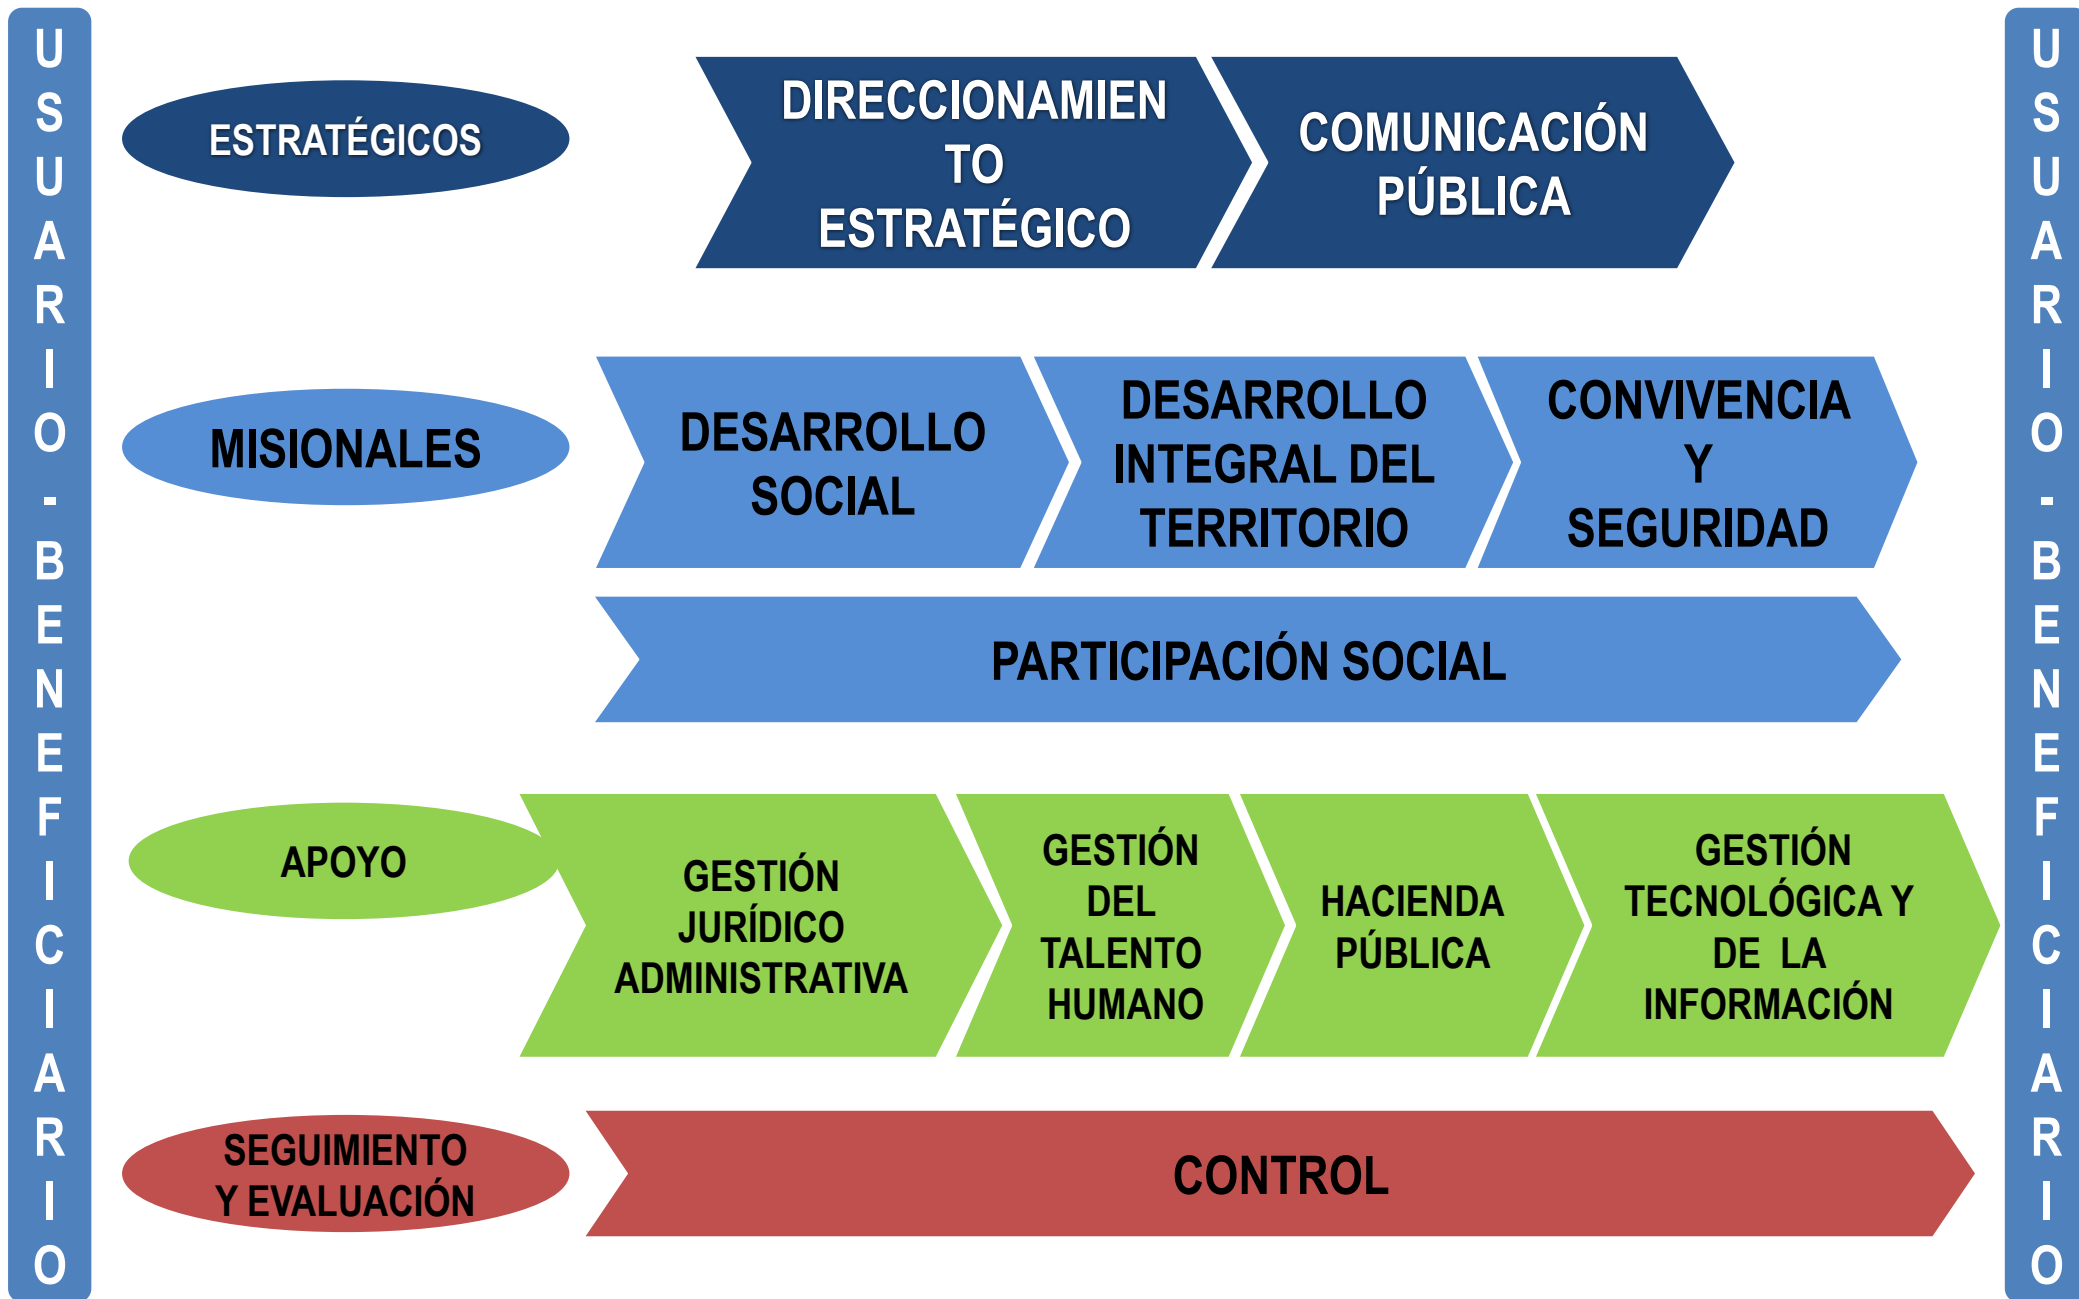 USUARIO-BENEFICIARIO
ESTRATÉGICOS
DIRECCIONAMIEN
TO
ESTRATÉGICO
COMUNICACIÓN
PÚBLICA
MISIONALES
DESARROLLO
SOCIAL
DESARROLLO
INTEGRAL DEL
TERRITORIO
CONVIVENCIA
Y
SEGURIDAD
PARTICIPACIÓN SOCIAL
APOYO
GESTIÓN
JURÍDICO
ADMINISTRATIVA
GESTIÓN
DEL
TALENTO
HUMANO
HACIENDA
PÚBLICA
GESTIÓN
TECNOLÓGICA Y
DE LA
INFORMACIÓN
SEGUIMIENTO
Y EVALUACIÓN
CONTROL
USUARIO-BENEFICIARIO